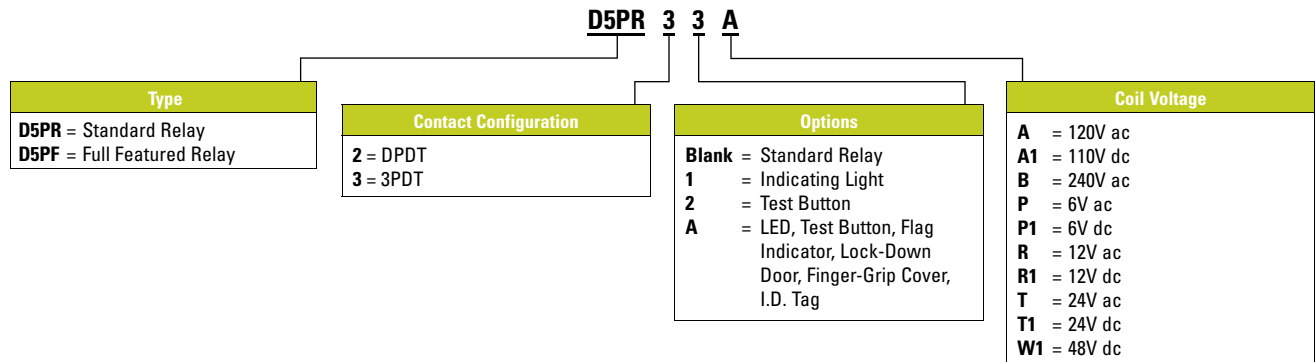 D5PR 3 3 A
Type
D5PR = Standard Relay
D5PF = Full Featured Relay
Contact Configuration
2 = DPDT
3 = 3PDT
Options
Blank = Standard Relay
1 = Indicating Light
2 = Test Button
A = LED, Test Button, Flag
Indicator, Lock-Down
Door, Finger-Grip Cover,
I.D. Tag
Coil Voltage
A = 120V ac
A1 = 110V dc
B = 240V ac
P = 6V ac
P1 = 6V dc
R = 12V ac
R1 = 12V dc
T = 24V ac
T1 = 24V dc
W1 = 48V dc